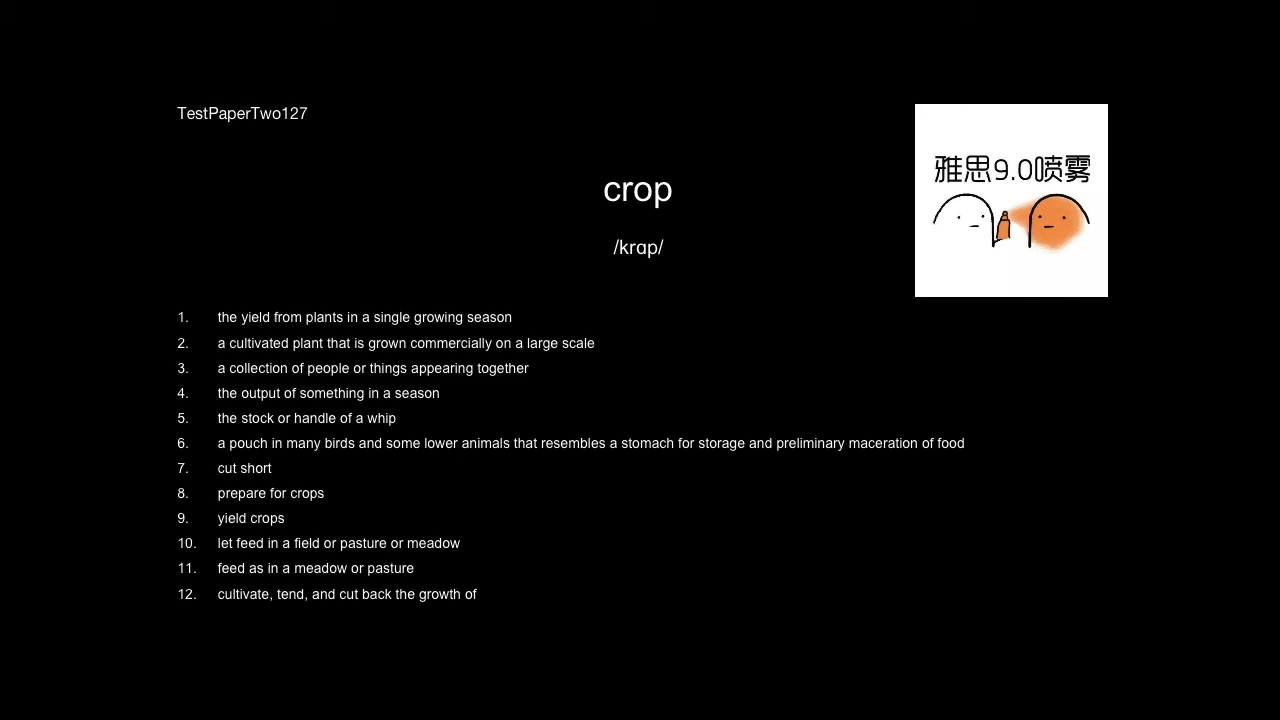 TestPaperTwo127
雅思9.0喷雾
crop
/krɑp/
1. the yield from plants in a single growing season
2. a cultivated plant that is grown commercially on a large scale
3. a collection of people or things appearing together
4. the output of something in a season
5. the stock or handle of a whip
6. a pouch in many birds and some lower animals that resembles a stomach for storage and preliminary maceration of food
7. cut short
8. prepare for crops
9. yield crops
10. let feed in a field or pasture or meadow
11. feed as in a meadow or pasture
12. cultivate, tend, and cut back the growth of